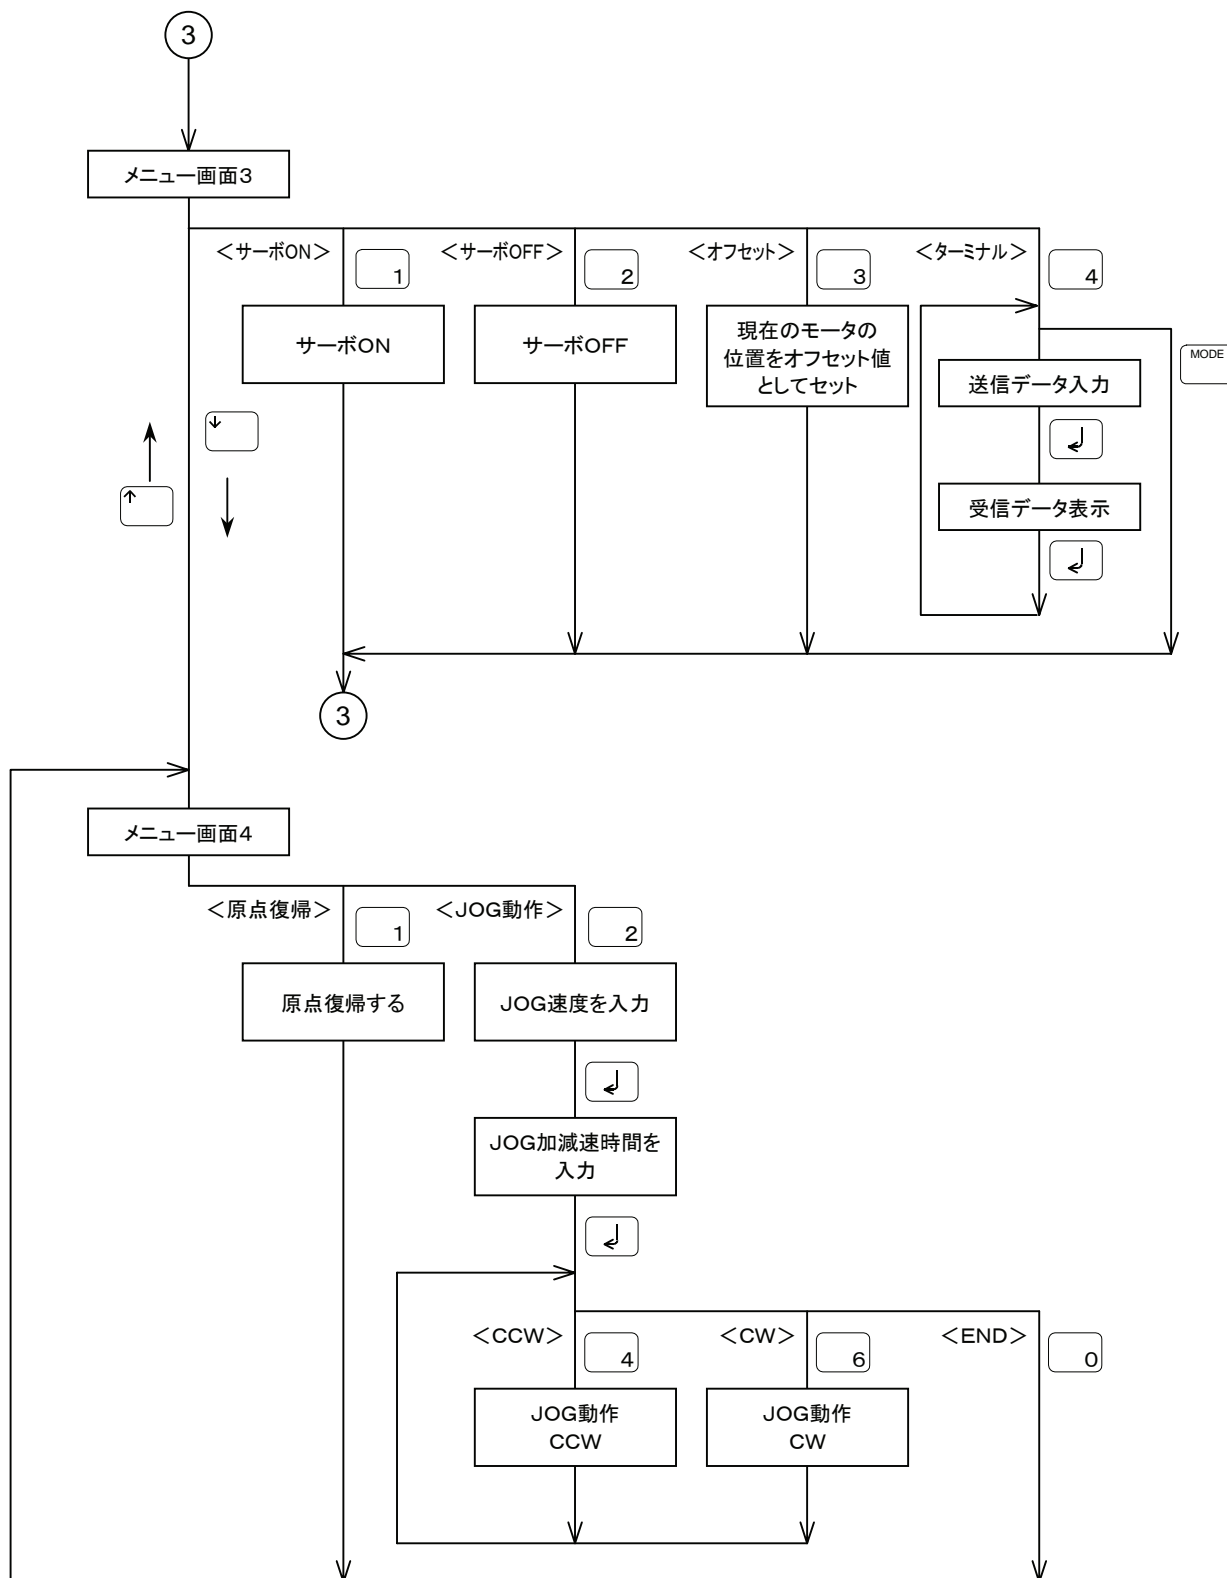 3
メニュー画面3
＜サーボON＞
1
＜サーボOFF＞
2
＜オフセット＞
3
＜ターミナル＞
4
サーボON
サーボOFF
現在のモータの
位置をオフセット値
としてセット
MODE
送信データ入力
受信データ表示
3
メニュー画面4
＜原点復帰＞
1
＜JOG動作＞
2
原点復帰する
JOG速度を入力
JOG加減速時間を
入力
＜CCW＞
4
＜CW＞
6
＜END＞
0
JOG動作
CCW
JOG動作
CW